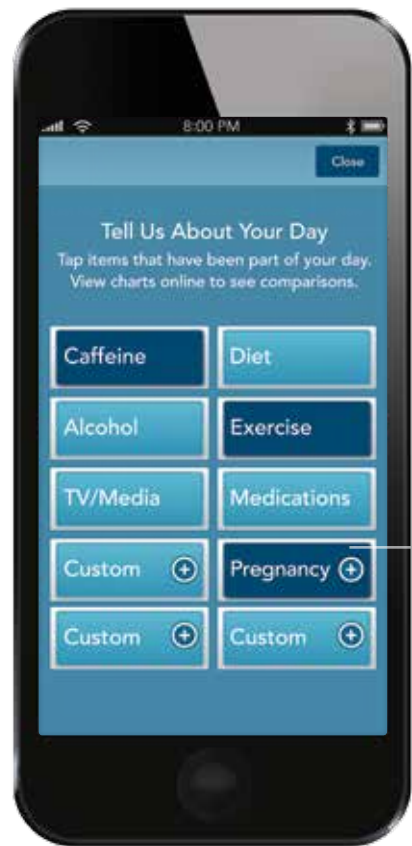 8:00 PM
Close
Tell Us About Your Day
Tap items that have been part of your day.
View charts online to see comparisons.
Caffeine Diet
Alcohol Exercise
TV/Media Medications
Custom + Pregnancy +
Custom + Custom +